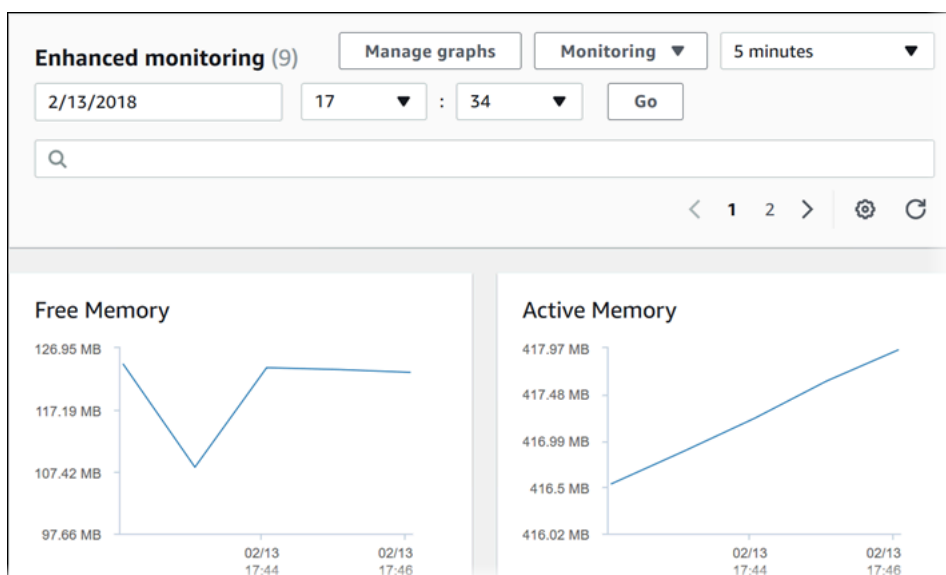 Enhanced monitoring (9) Manage graphs Monitoring 5 minutes
2/13/2018 17 : 34 Go
1 2
Free Memory
126.95 MB
117.19 MB
107.42 MB
97.66 MB
02/13 02/13
17:44 17:46
Active Memory
417.97 MB
417.48 MB
416.99 MB
416.5 MB
416.02 MB
02/13 02/13
17:44 17:46